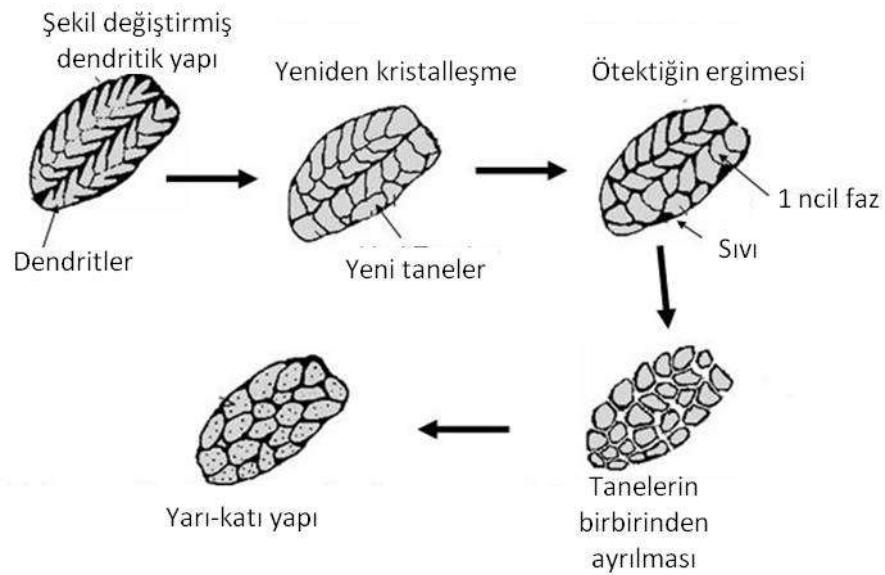 Şekil değiştirmiş
dendritik yapı
Yeniden kristalleşme
Ötektiğin ergimesi
Dendritler
Yeni taneler
1 ncil faz
Sıvı
Yarı-katı yapı
Tanelerin
birbirinden
ayrılması